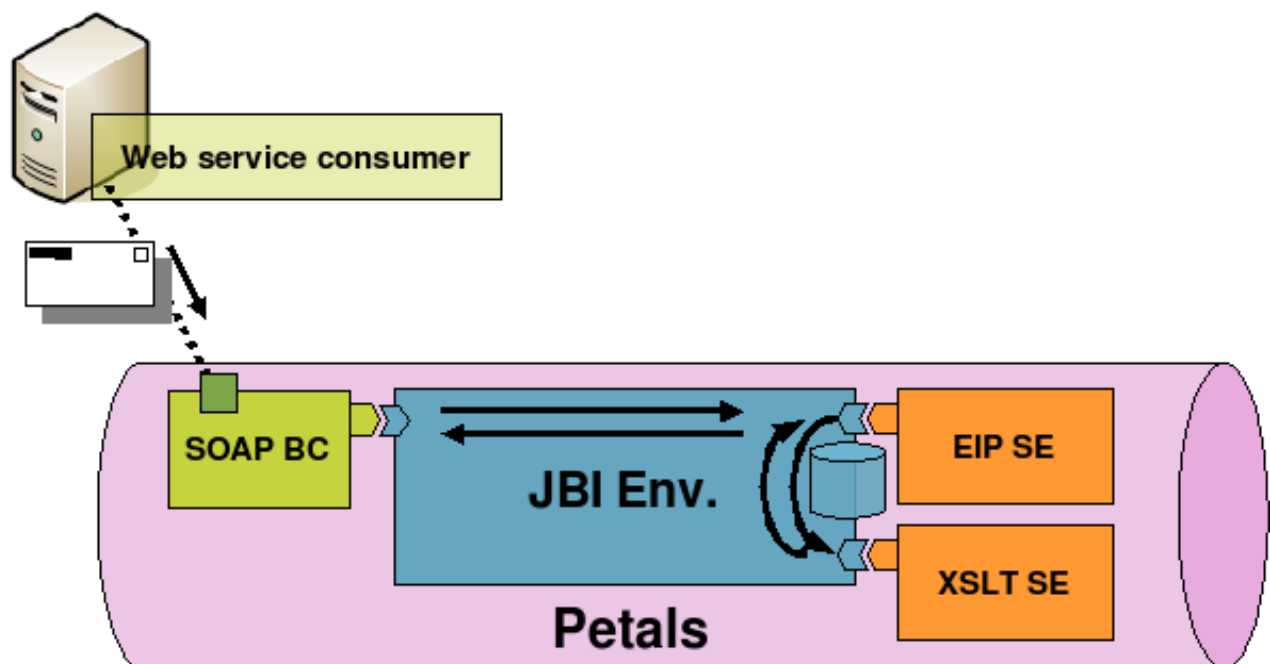 Web service consumer
SOAP BC
JBI Env.
EIP SE
XSLT SE
Petals